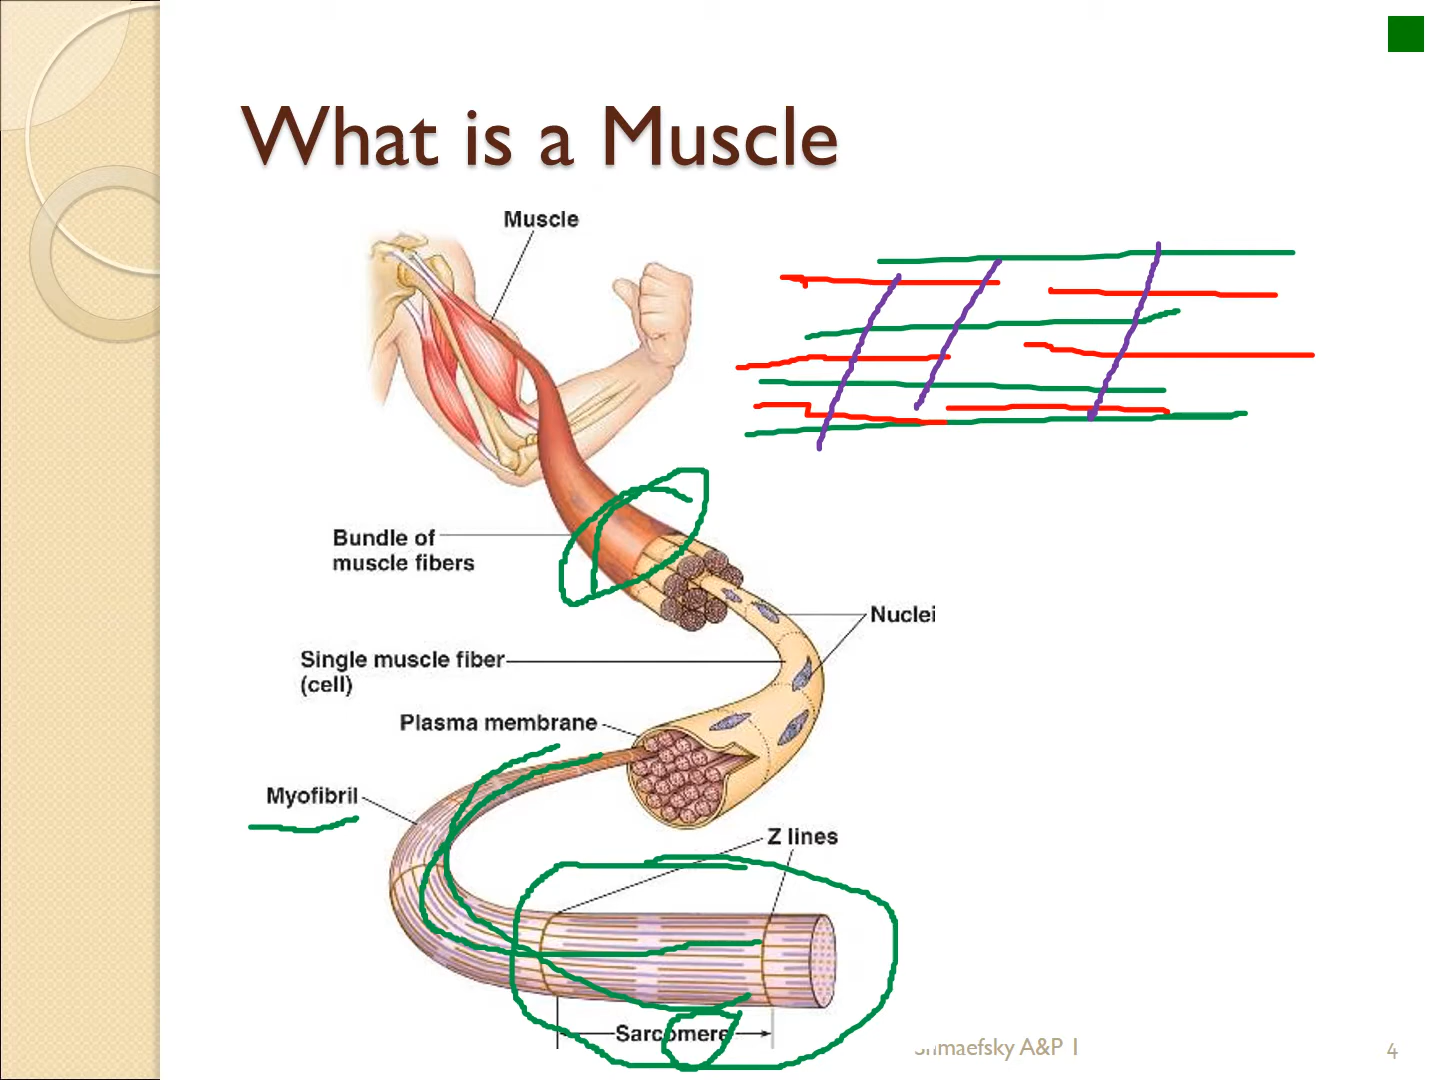 What is a Muscle
Muscle
Bundle of
muscle fibers
Nuclei
Single muscle fiber
(cell)
Plasma membrane
Myofibril
Z lines
Sarcomere
A&P 1
4